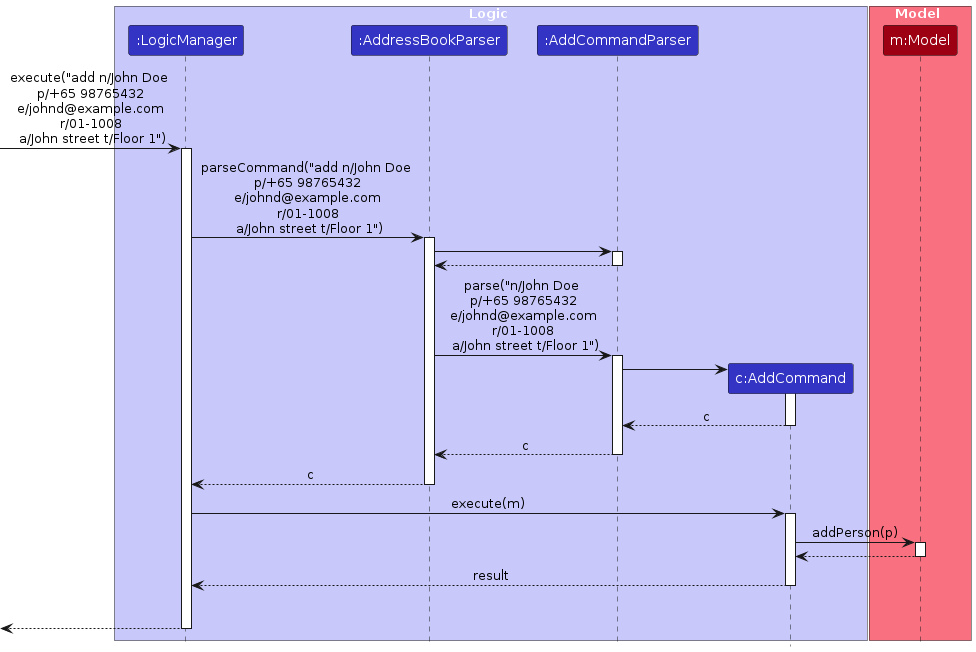 Logic
Model
:LogicManager
:AddressBookParser
:AddCommandParser
m:Model
execute("add n/John Doe
p/+65 98765432
e/johnd@example.com
r/01-1008
a/John street t/Floor 1")
parseCommand("add n/John Doe
p/+65 98765432
e/johnd@example.com
r/01-1008
a/John street t/Floor 1")
parse("n/John Doe
p/+65 98765432
e/johnd@example.com
r/01-1008
a/John street t/Floor 1")
c:AddCommand
c
c
c
execute(m)
addPerson(p)
result